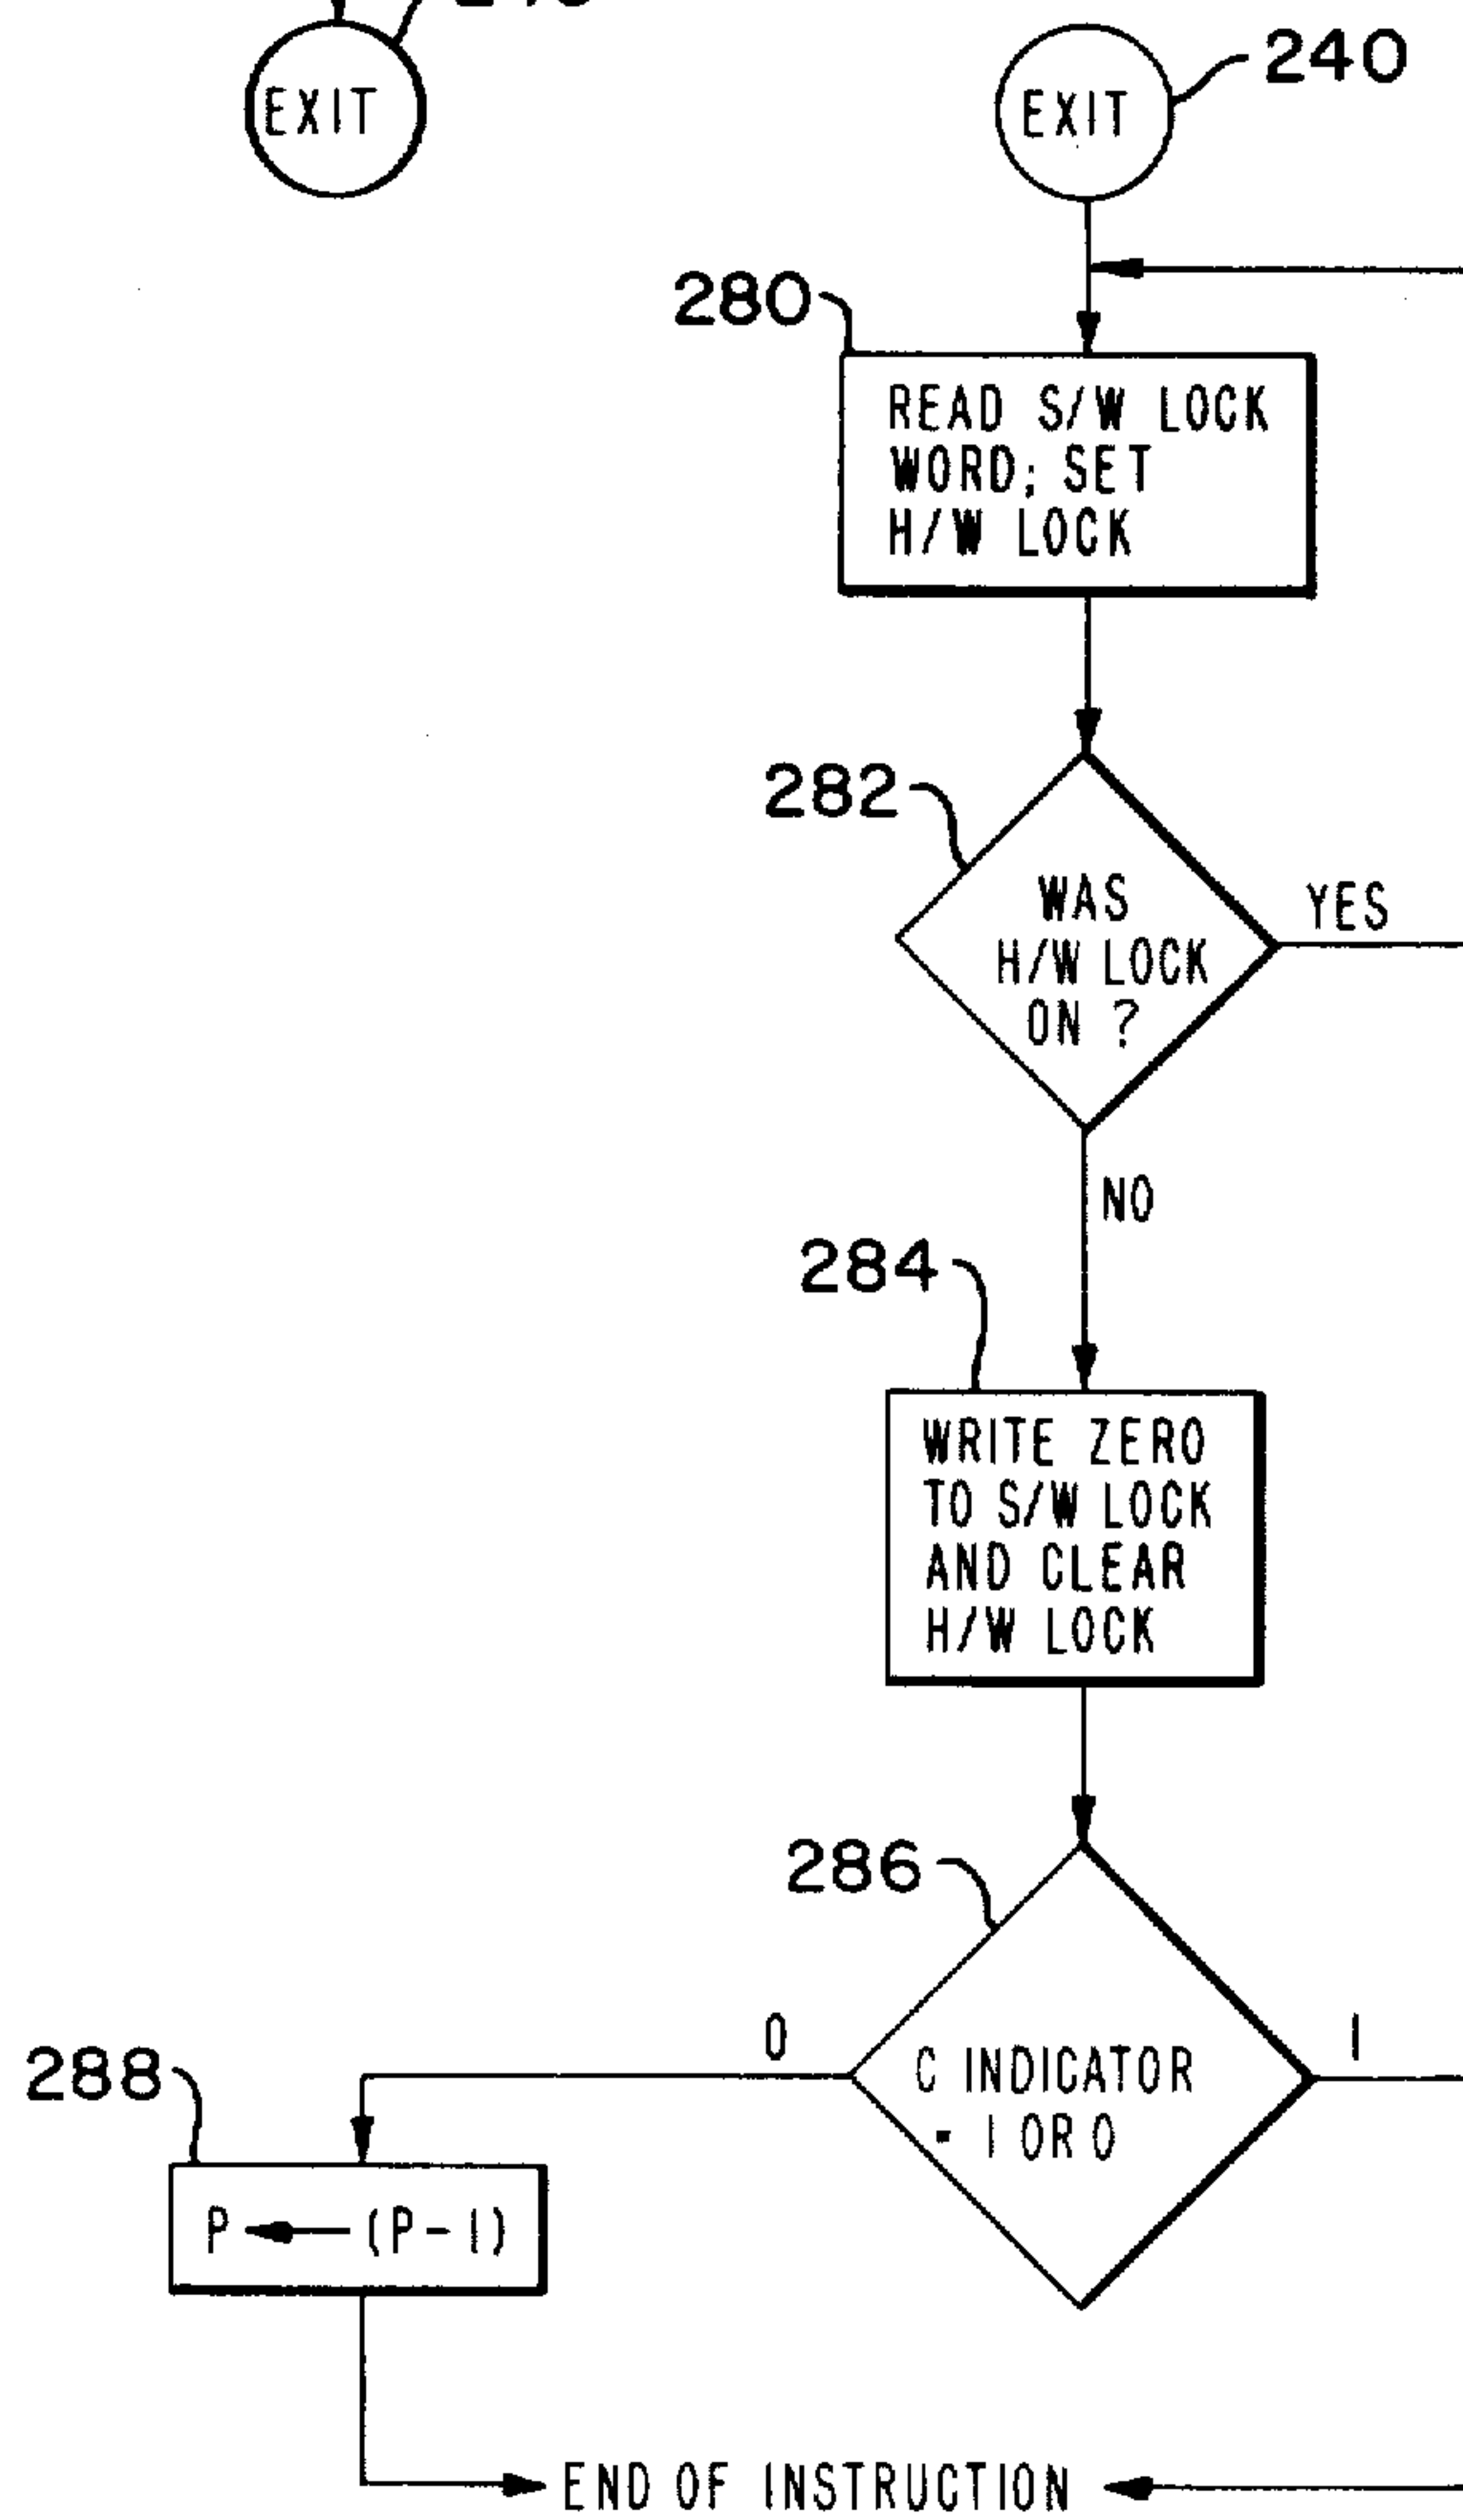 EXIT
EXIT
240
280
READ S/W LOCK
WORD; SET
H/W LOCK
282
WAS
H/W LOCK
ON ?
YES
NO
284
WRITE ZERO
TO S/W LOCK
AND CLEAR
H/W LOCK
286
0
C INDICATOR
= 1 OR 0
1
288
P ← (P-1)
END OF INSTRUCTION